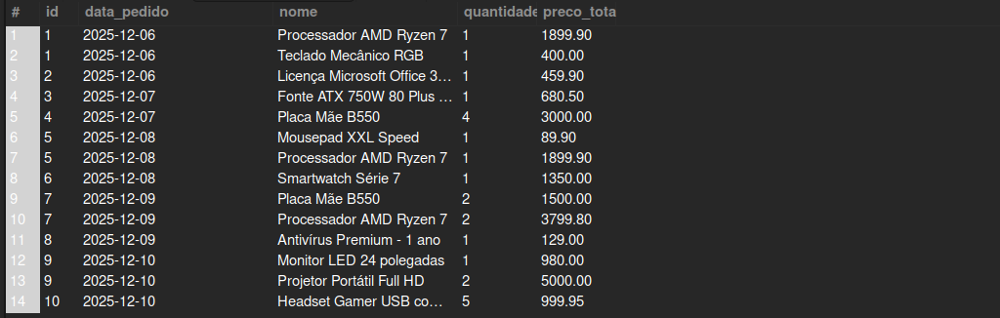 # id data_pedido nome quantidade preco_tota
1 1 2025-12-06 Processador AMD Ryzen 7 1 1899.90
2 1 2025-12-06 Teclado Mecânico RGB 1 400.00
3 2 2025-12-06 Licença Microsoft Office 3... 1 459.90
4 3 2025-12-07 Fonte ATX 750W 80 Plus ... 1 680.50
5 4 2025-12-07 Placa Mãe B550 4 3000.00
6 5 2025-12-08 Mousepad XXL Speed 1 89.90
7 5 2025-12-08 Processador AMD Ryzen 7 1 1899.90
8 6 2025-12-08 Smartwatch Série 7 1 1350.00
9 7 2025-12-09 Placa Mãe B550 2 1500.00
10 7 2025-12-09 Processador AMD Ryzen 7 2 3799.80
11 8 2025-12-09 Antivírus Premium - 1 ano 1 129.00
12 9 2025-12-10 Monitor LED 24 polegadas 1 980.00
13 9 2025-12-10 Projetor Portátil Full HD 2 5000.00
14 10 2025-12-10 Headset Gamer USB co... 5 999.95